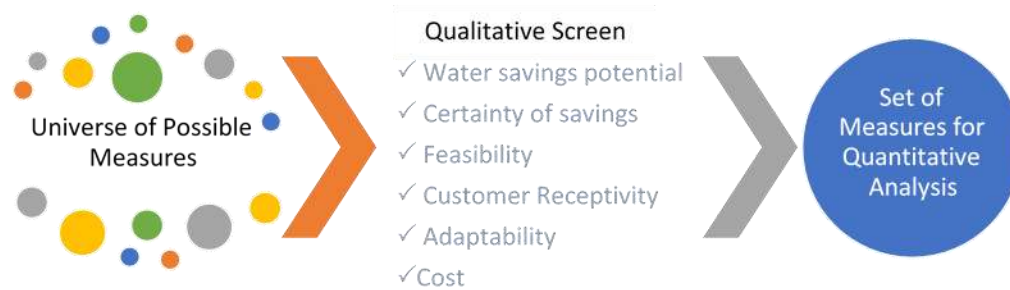 Universe of Possible
Measures
Qualitative Screen
✓ Water savings potential
✓ Certainty of savings
✓ Feasibility
✓ Customer Receptivity
✓ Adaptability
✓Cost
Set of
Measures for
Quantitative
Analysis